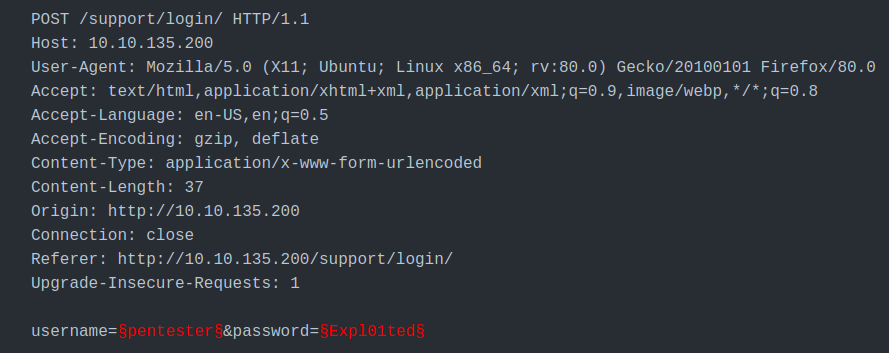 POST /support/login/ HTTP/1.1
Host: 10.10.135.200
User-Agent: Mozilla/5.0 (X11; Ubuntu; Linux x86_64; rv:80.0) Gecko/20100101 Firefox/80.0
Accept: text/html,application/xhtml+xml,application/xml;q=0.9,image/webp,*/*;q=0.8
Accept-Language: en-US,en;q=0.5
Accept-Encoding: gzip, deflate
Content-Type: application/x-www-form-urlencoded
Content-Length: 37
Origin: http://10.10.135.200
Connection: close
Referer: http://10.10.135.200/support/login/
Upgrade-Insecure-Requests: 1
username=§pentester§&password=§Expl01ted§